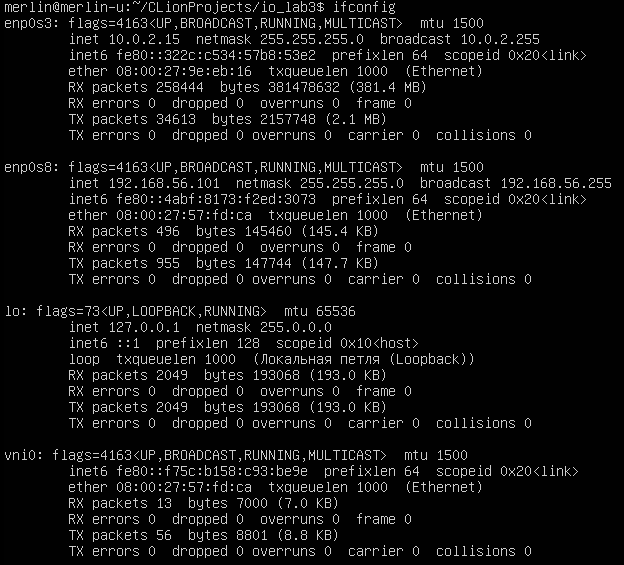 merlin@merlin-u:~/CLionProjects/io_lab3$ ifconfig
enp0s3: flags=4163<UP,BROADCAST,RUNNING,MULTICAST>  mtu 1500
        inet 10.0.2.15  netmask 255.255.255.0  broadcast 10.0.2.255
        inet6 fe80::322c:c534:57b8:53e2  prefixlen 64  scopeid 0x20<link>
        ether 08:00:27:9e:eb:16  txqueuelen 1000  (Ethernet)
        RX packets 258444  bytes 381478632 (381.4 MB)
        RX errors 0  dropped 0  overruns 0  frame 0
        TX packets 34613  bytes 2157748 (2.1 MB)
        TX errors 0  dropped 0 overruns 0  carrier 0  collisions 0

enp0s8: flags=4163<UP,BROADCAST,RUNNING,MULTICAST>  mtu 1500
        inet 192.168.56.101  netmask 255.255.255.0  broadcast 192.168.56.255
        inet6 fe80::4abf:8173:f2ed:3073  prefixlen 64  scopeid 0x20<link>
        ether 08:00:27:57:fd:ca  txqueuelen 1000  (Ethernet)
        RX packets 496  bytes 145460 (145.4 KB)
        RX errors 0  dropped 0  overruns 0  frame 0
        TX packets 955  bytes 147744 (147.7 KB)
        TX errors 0  dropped 0 overruns 0  carrier 0  collisions 0

lo: flags=73<UP,LOOPBACK,RUNNING>  mtu 65536
        inet 127.0.0.1  netmask 255.0.0.0
        inet6 ::1  prefixlen 128  scopeid 0x10<host>
        loop  txqueuelen 1000  (Локальная петля (Loopback))
        RX packets 2049  bytes 193068 (193.0 KB)
        RX errors 0  dropped 0  overruns 0  frame 0
        TX packets 2049  bytes 193068 (193.0 KB)
        TX errors 0  dropped 0 overruns 0  carrier 0  collisions 0

vni0: flags=4163<UP,BROADCAST,RUNNING,MULTICAST>  mtu 1500
        inet6 fe80::f75c:b158:c93:be9e  prefixlen 64  scopeid 0x20<link>
        ether 08:00:27:57:fd:ca  txqueuelen 1000  (Ethernet)
        RX packets 13  bytes 7000 (7.0 KB)
        RX errors 0  dropped 0  overruns 0  frame 0
        TX packets 56  bytes 8801 (8.8 KB)
        TX errors 0  dropped 0 overruns 0  carrier 0  collisions 0